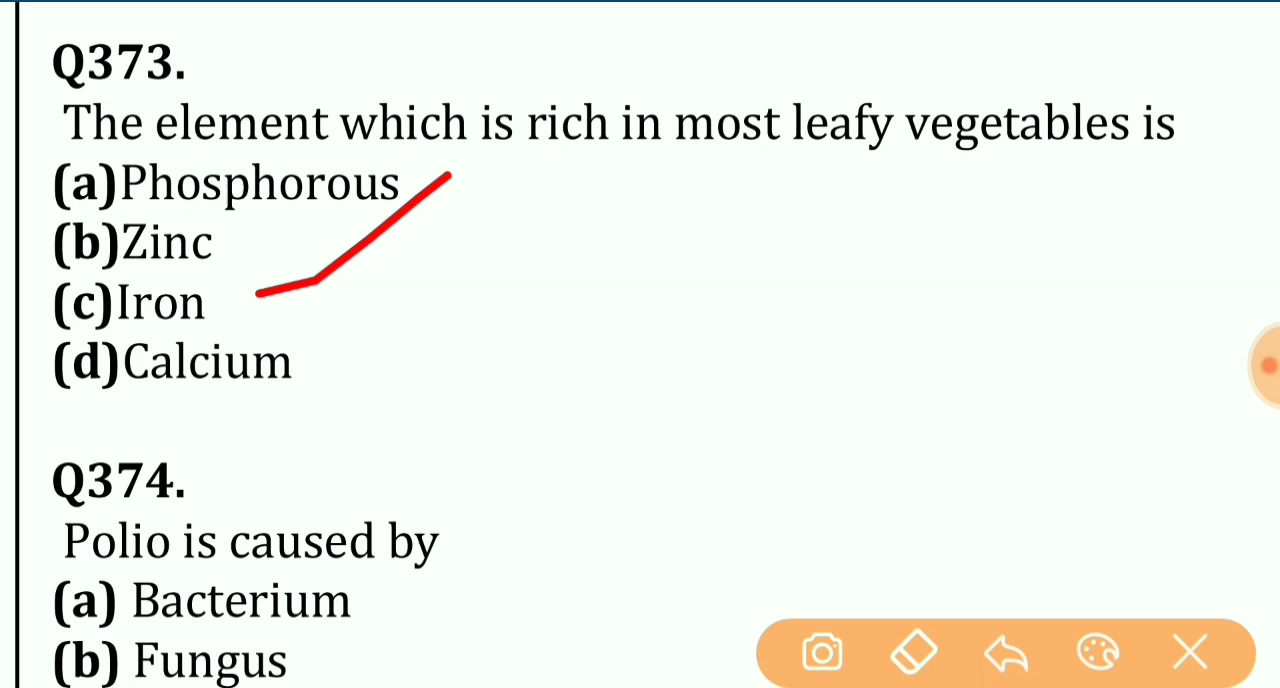 Q373.
The element which is rich in most leafy vegetables is
(a)Phosphorous
(b)Zinc
(c)Iron
(d)Calcium
Q374.
Polio is caused by
(a) Bacterium
(b) Fungus